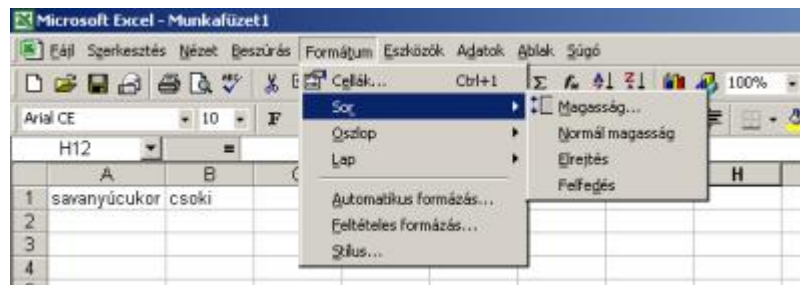 Microsoft Excel - Munkafüzet1
Fájl Szerkesztés Nézet Beszúrás Formátum Eszközök Adatok Ablak Súgó
100%
Arial CE 10 F
H12 =
A B H
1 savanyúcukor csoki
2
3
4
Cellák... Ctrl+1
Sor
Oszlop
Lap
Automatikus formázás...
Feltételes formázás...
Stílus...
Magasság...
Normál magasság
Elrejtés
Felfedés